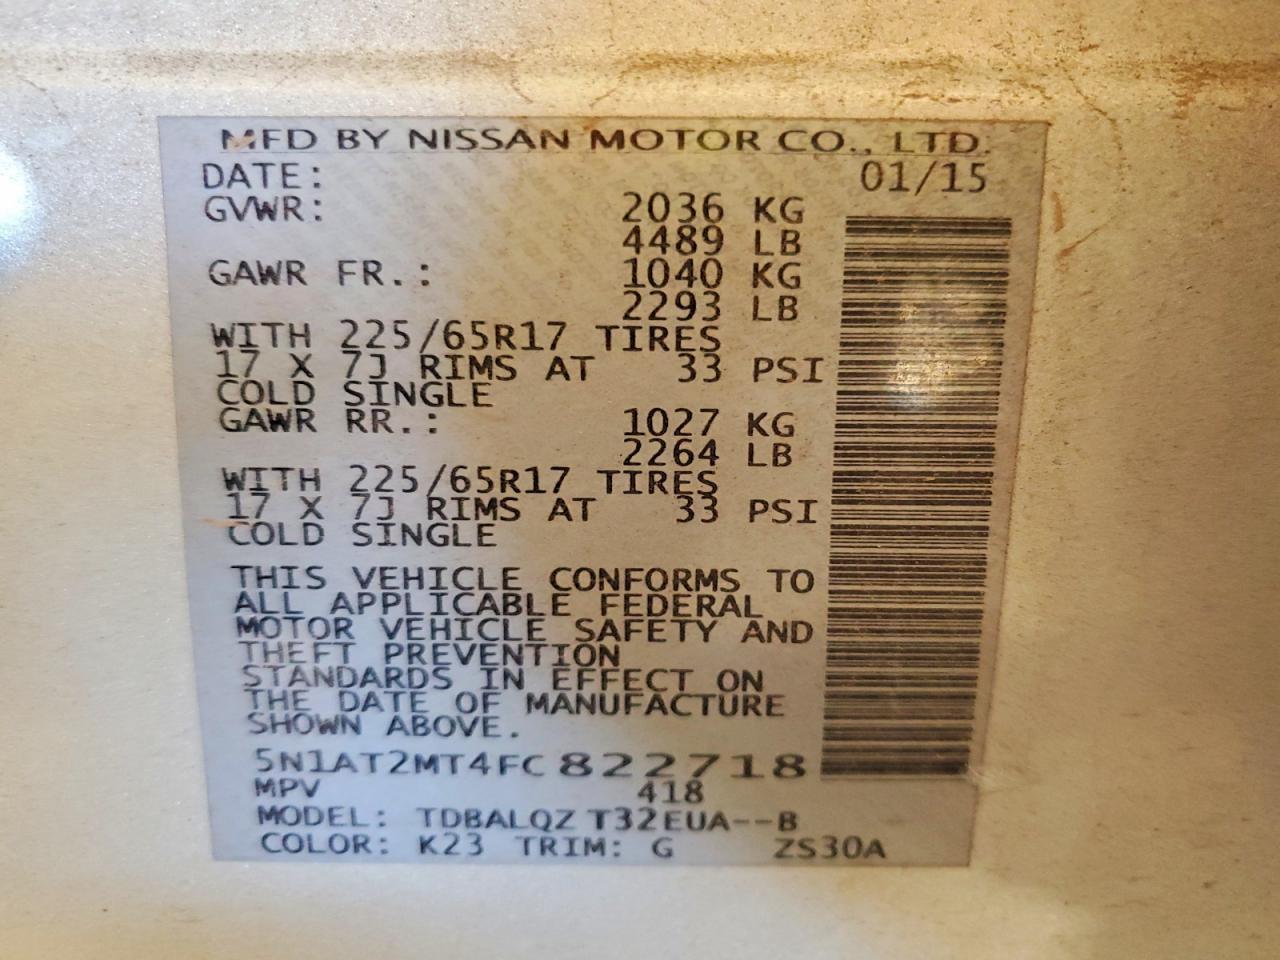 MFD BY NISSAN MOTOR CO., LTD.
DATE: 01/15
GVWR: 2036 KG
4489 LB
GAWR FR.: 1040 KG
2293 LB
WITH 225/65R17 TIRES
17 X 7J RIMS AT 33 PSI
COLD SINGLE
GAWR RR.: 1027 KG
2264 LB
WITH 225/65R17 TIRES
17 X 7J RIMS AT 33 PSI
COLD SINGLE
THIS VEHICLE CONFORMS TO
ALL APPLICABLE FEDERAL
MOTOR VEHICLE SAFETY AND
THEFT PREVENTION
STANDARDS IN EFFECT ON
THE DATE OF MANUFACTURE
SHOWN ABOVE.
5N1AT2MT4FC822718
MPV 418
MODEL: TDBALQZ T32EUA--B
COLOR: K23 TRIM: G ZS30A